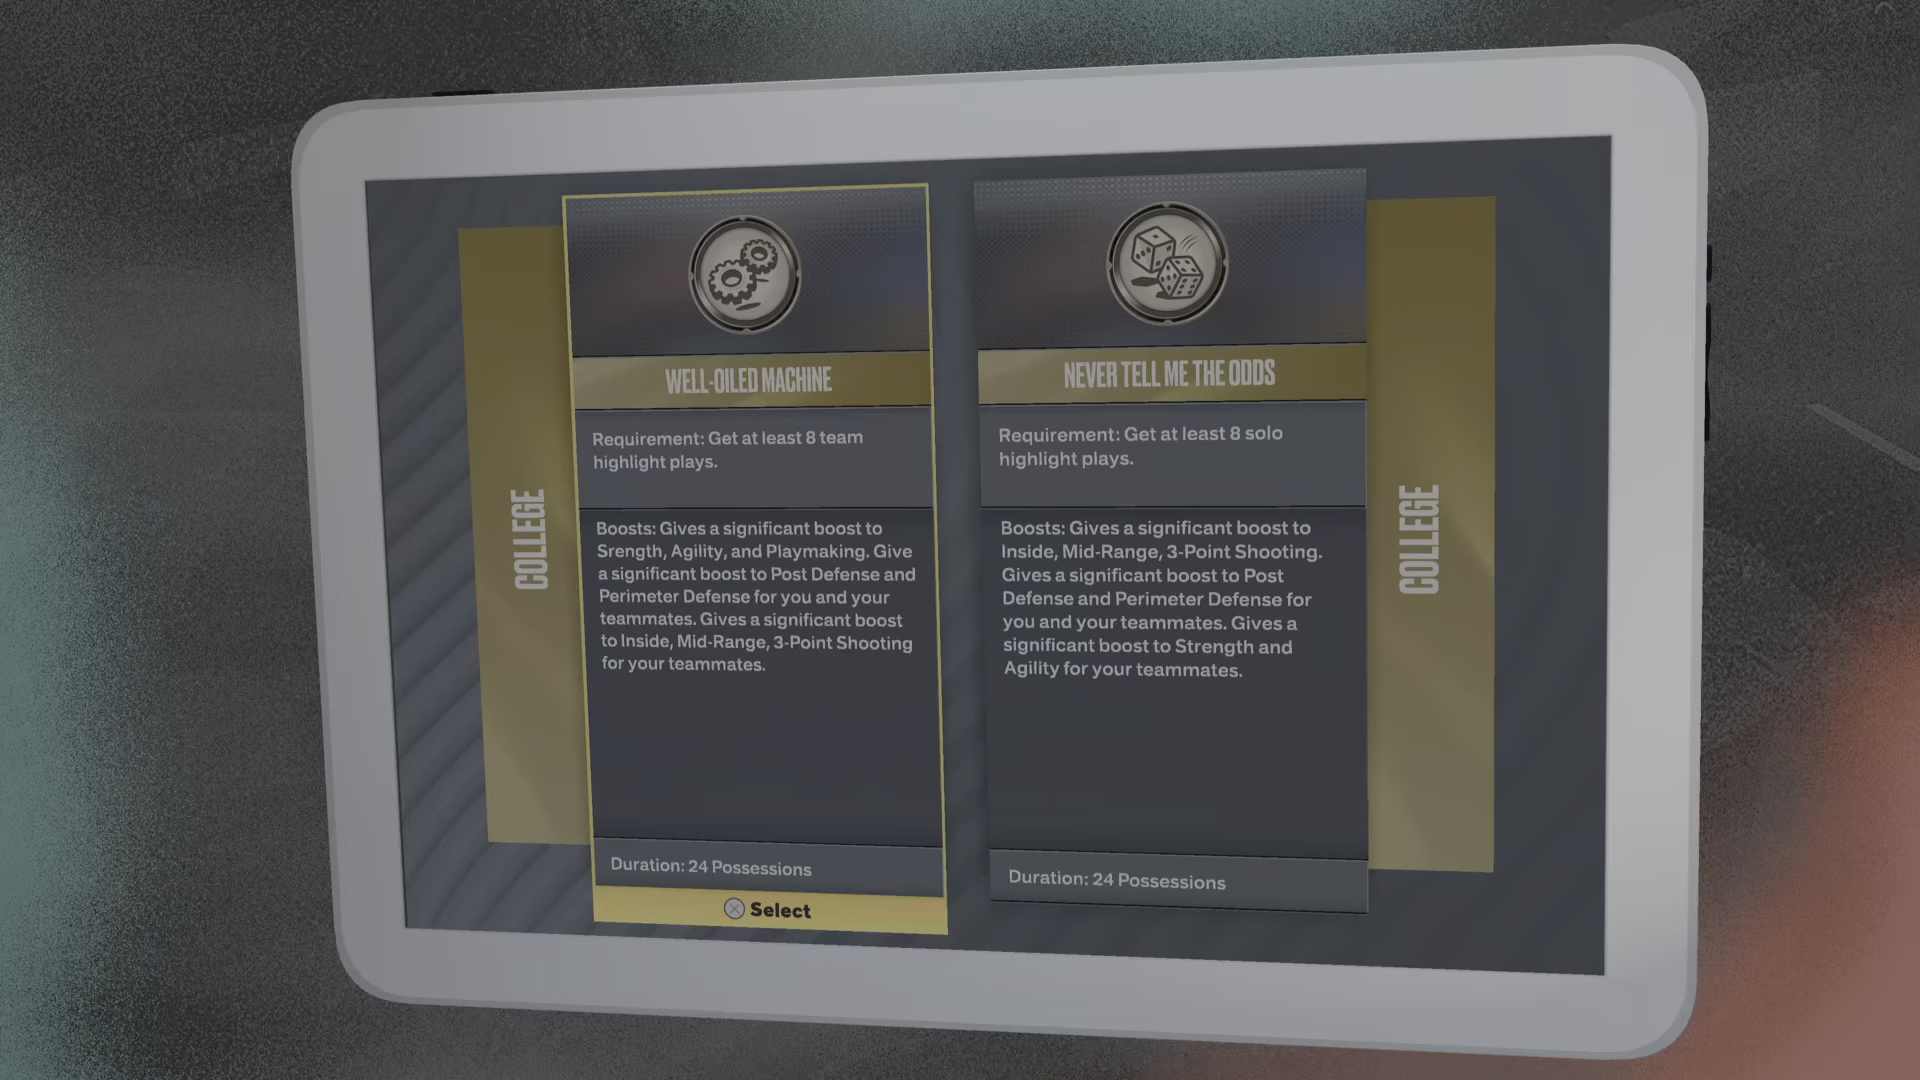 COLLEGE
WELL-OILED MACHINE
Requirement: Get at least 8 team
highlight plays.
Boosts: Gives a significant boost to
Srength, Agility, and Playmaking. Give
a significant boost to Post Defense and
Perimeter Defense for you and your
teammates. Gives a significant boost
to Inside, Mid-Range, 3-Point Shooting
for your teammates.
Duration: 24 Possessions
Select
NEVER TELL ME THE ODDS
Requirement: Get at least 8 solo
highlight plays.
Boosts: Gives a significant boost to
Inside, Mid-Range, 3-Point Shooting.
Gives a significant boost to Post
Defense and Perimeter Defense for
you and your teammates. Gives a
significant boost to Strength and
Agility for your teammates.
Duration: 24 Possessions
COLLEGE